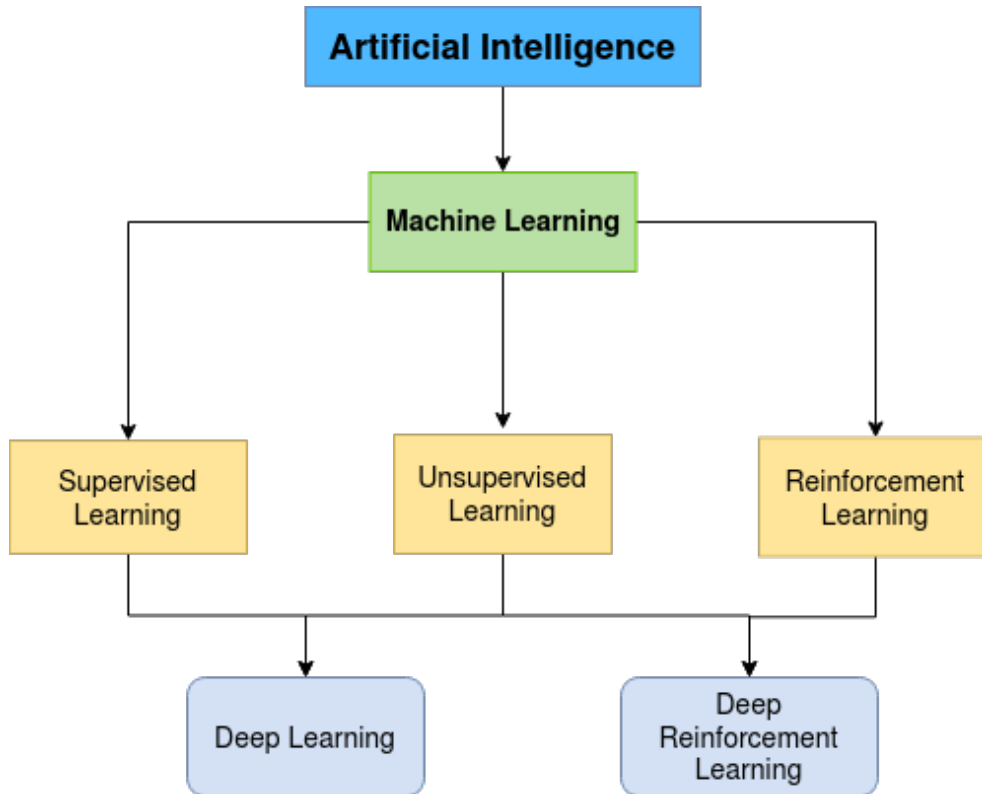 Artificial Intelligence
Machine Learning
Supervised
Learning
Unsupervised
Learning
Reinforcement
Learning
Deep Learning
Deep
Reinforcement
Learning